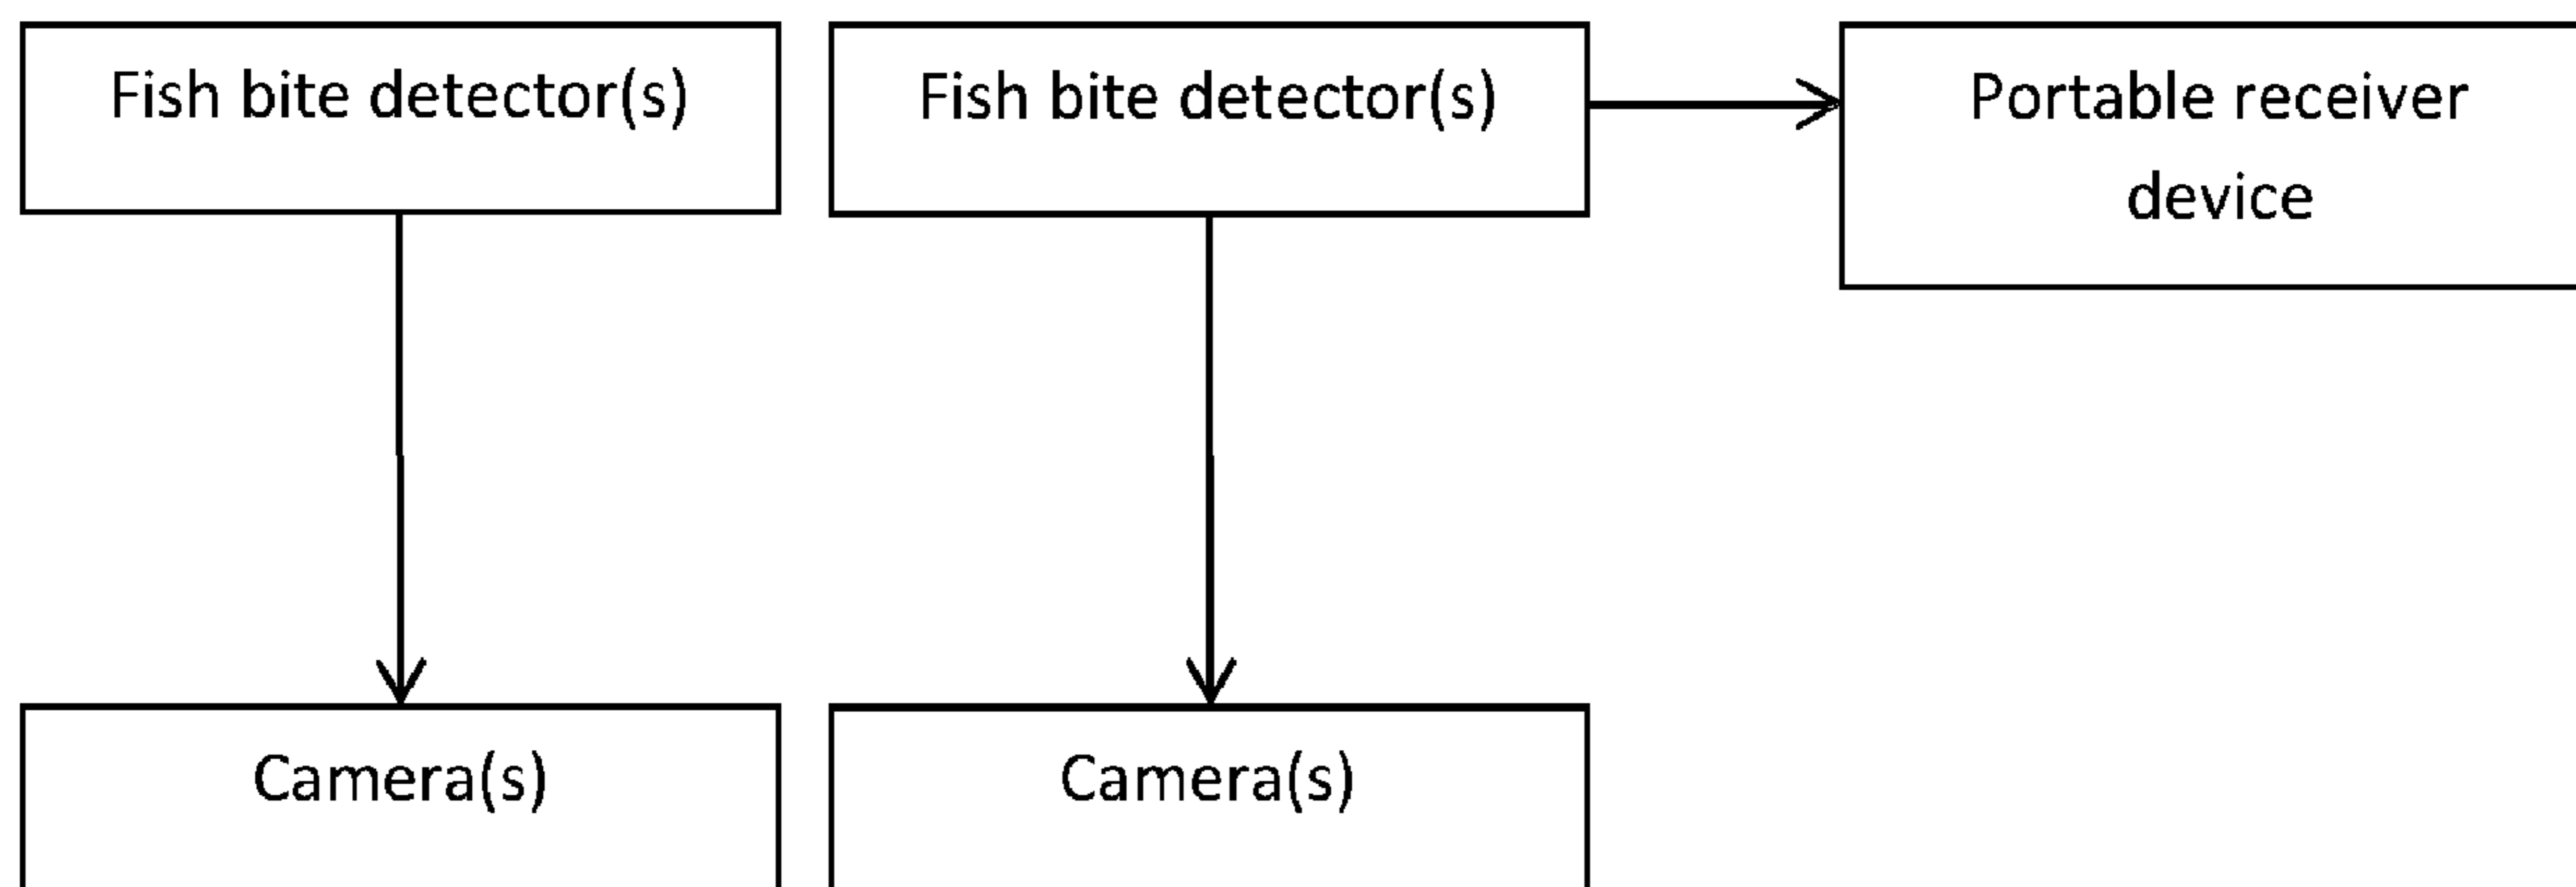 Fish bite detector(s)
Fish bite detector(s)
Portable receiver
device
Camera(s)
Camera(s)